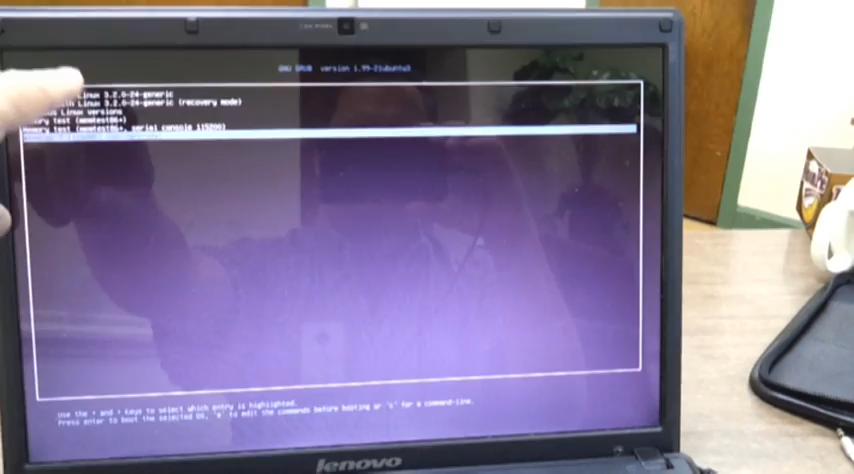 GNU GRUB version 1.99-21ubuntu3
Linux 3.2.0-24-generic
Linux 3.2.0-24-generic (recovery mode)
Linux versions
test (memtest86+)
Memory test (memtest86+, serial console 115200)
Use the ↑ and ↓ keys to select which entry is highlighted.
Press enter to boot the selected OS, 'e' to edit the commands before booting or 'c' for a command-line.
lenovo